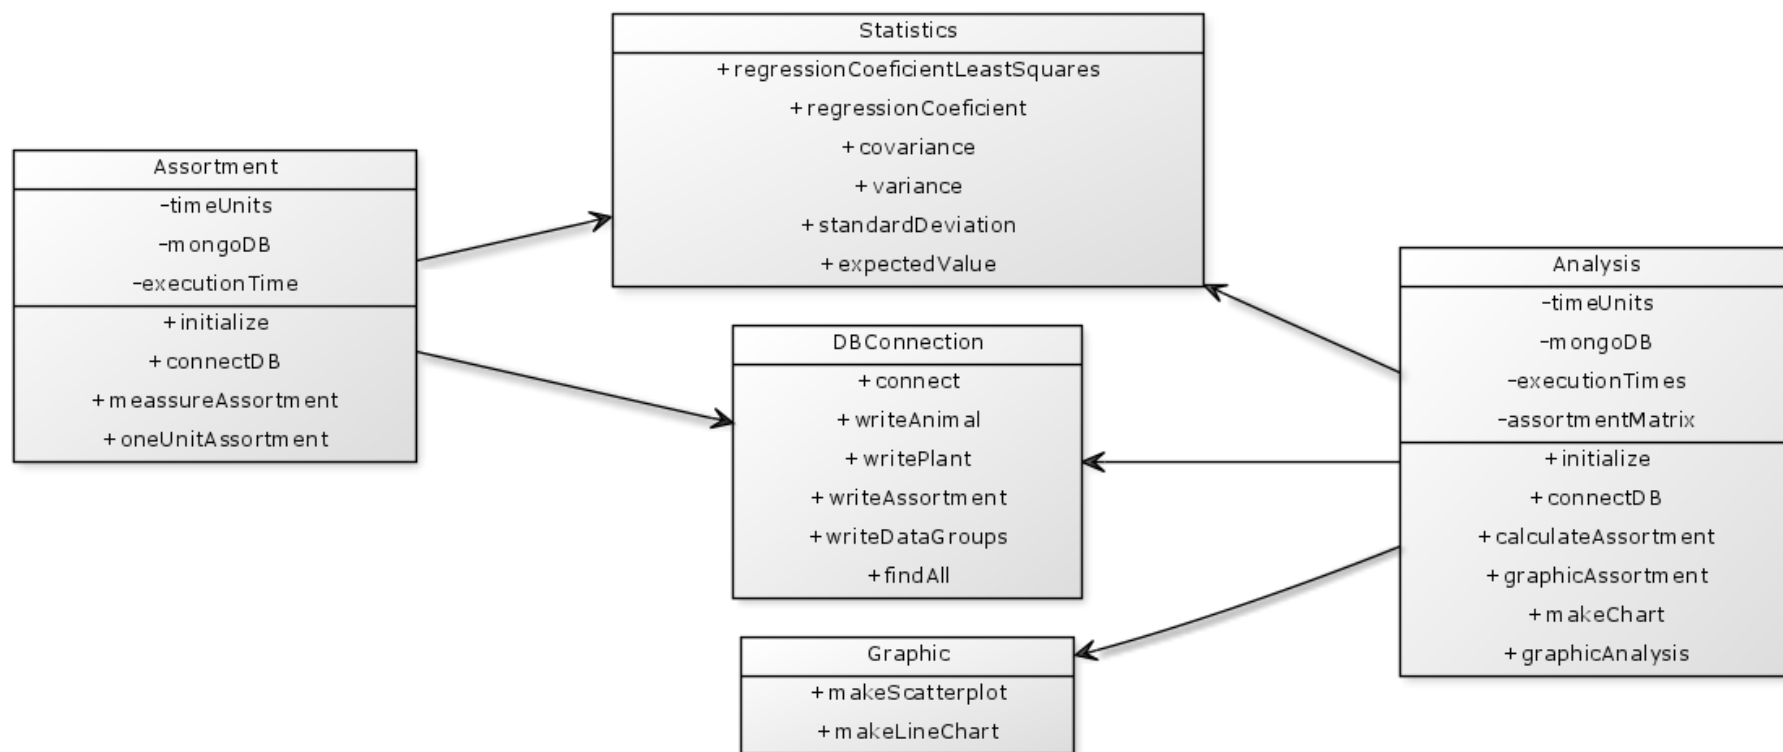 Statistics
+regressionCoeficientLeastSquares
+regressionCoeficient
+covariance
+variance
+standardDeviation
+expectedValue
Assortment
-timeUnits
-mongoDB
-executionTime
+initialize
+connectDB
+meassureAssortment
+oneUnitAssortment
DBConnection
+connect
+writeAnimal
+writePlant
+writeAssortment
+writeDataGroups
+findAll
Analysis
-timeUnits
-mongoDB
-executionTimes
-assortmentMatrix
+initialize
+connectDB
+calculateAssortment
+graphicAssortment
+makeChart
+graphicAnalysis
Graphic
+makeScatterplot
+makeLineChart